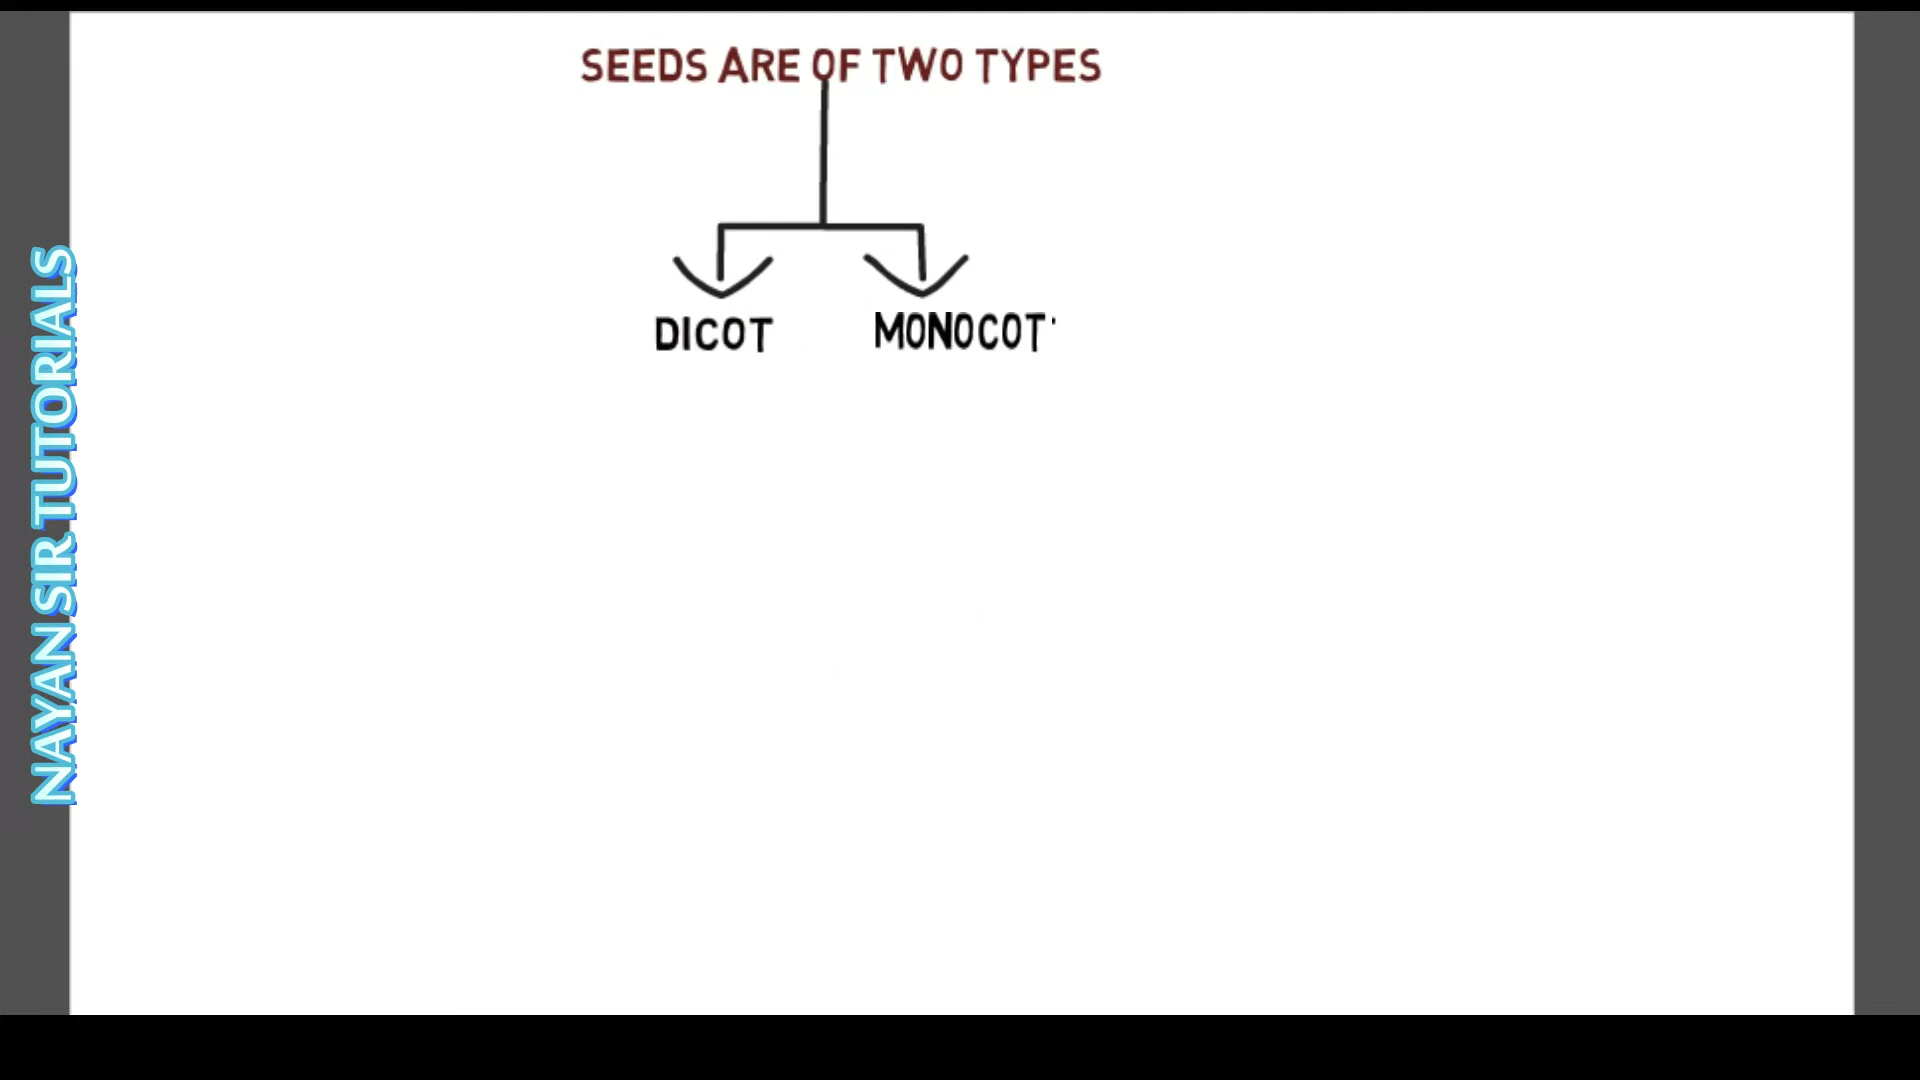 SEEDS ARE OF TWO TYPES
DICOT
MONOCOT
NAYAN SIR TUTORIALS